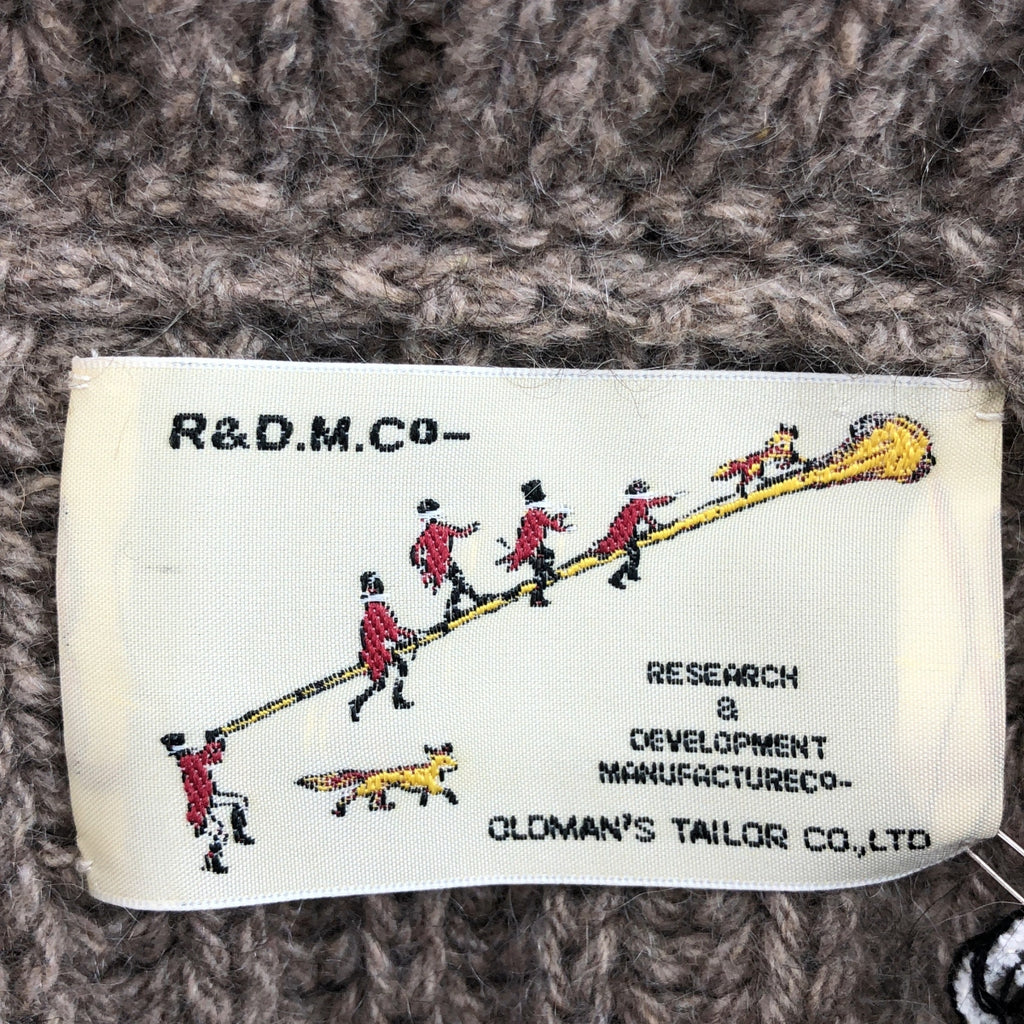 R&D.M.Co-
RESEARCH
&
DEVELOPMENT
MANUFACTURECo-
OLDMAN'S TAILOR CO.,LTD